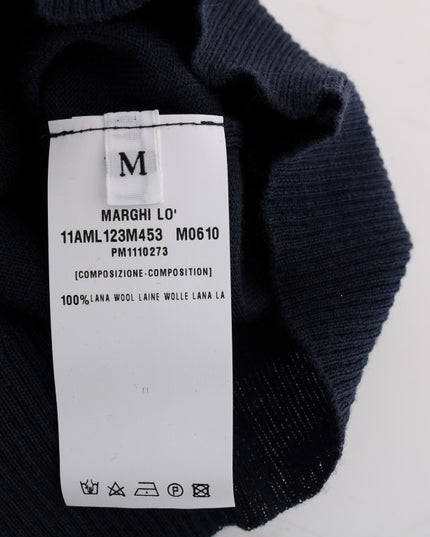 M
MARGHI LO'
11AML123M453 M0610
PM1110273
[COMPOSIZIONE-COMPOSITION]
100% LANA WOOL LAINE WOLLE LANA LA
P